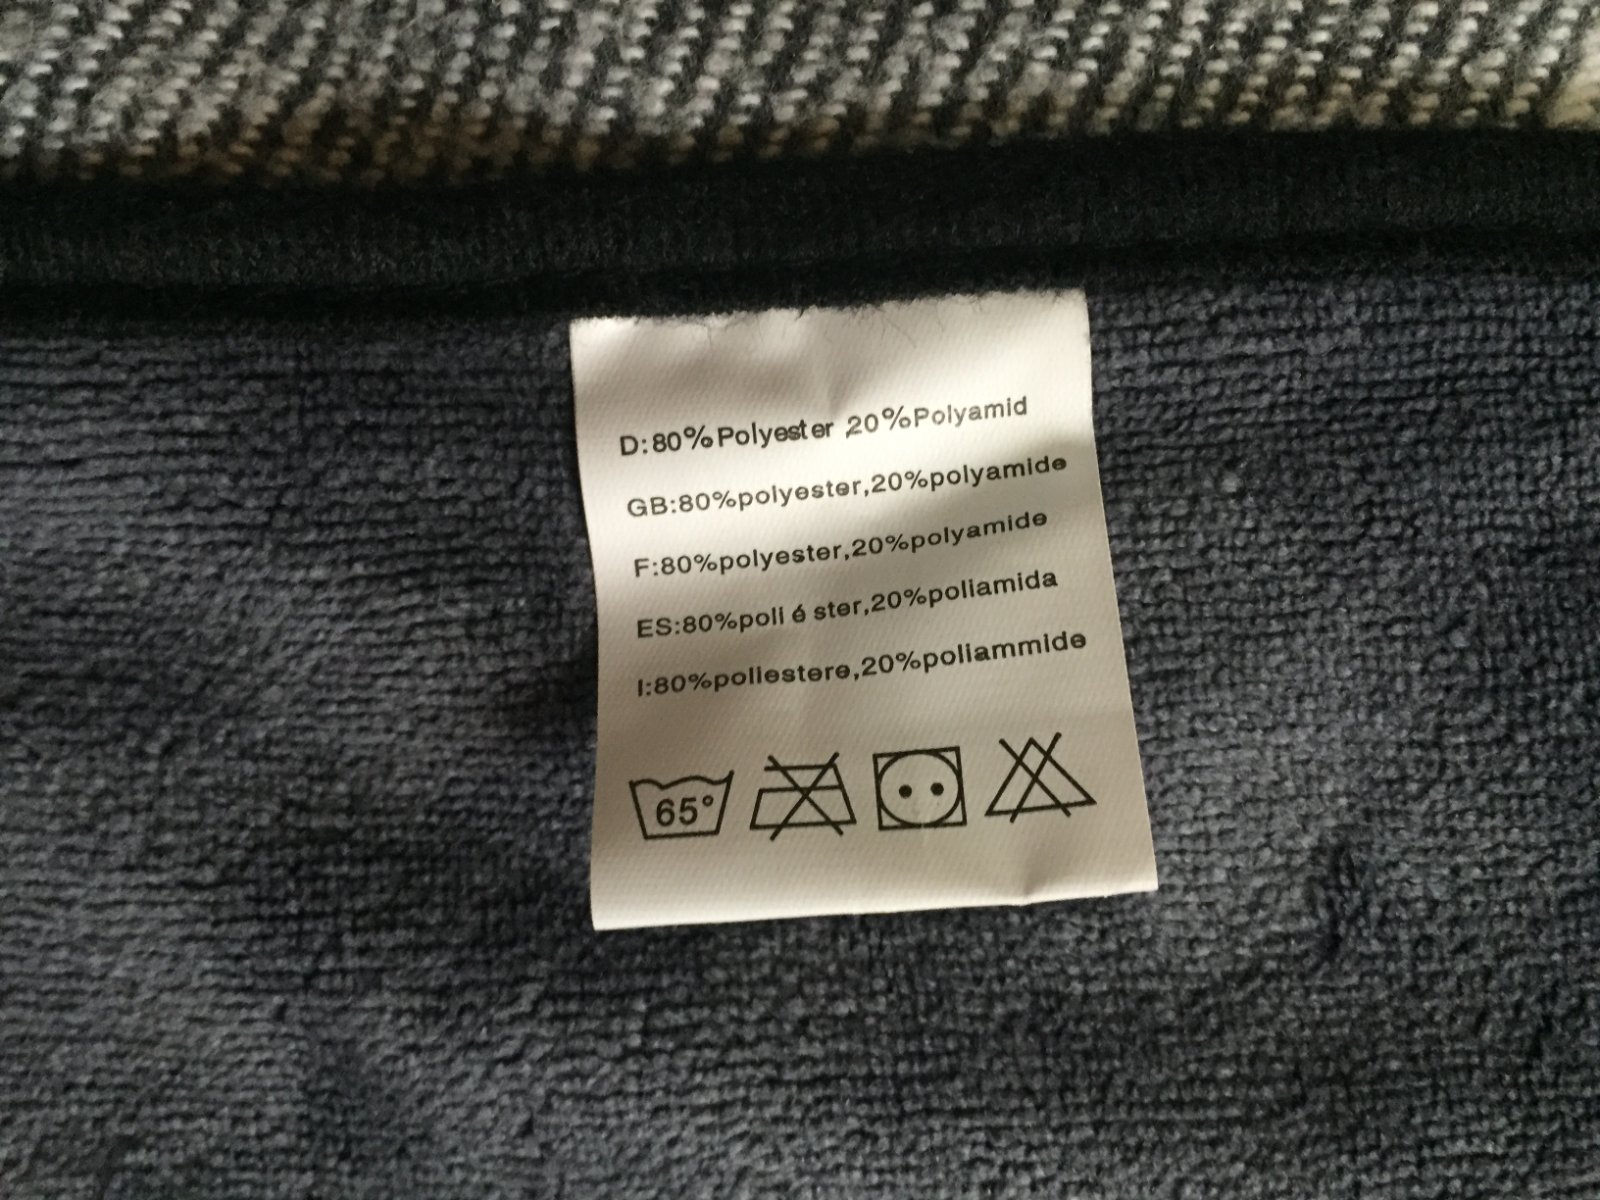 D:80%Polyester ,20%Polyamid
GB:80%polyester,20%polyamide
F:80%polyester,20%polyamide
ES:80%poli é ster,20%poliamida
I:80%poliestere,20%poliammide
65°